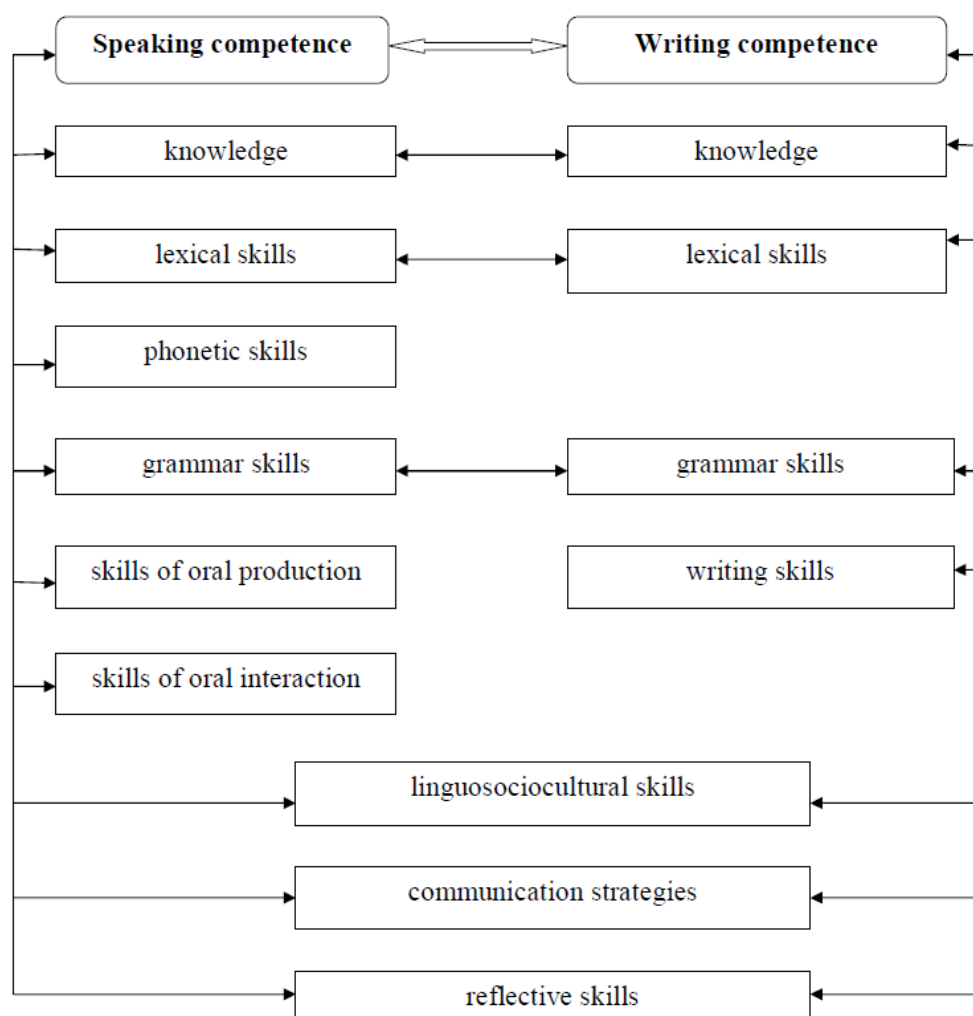 Speaking competence
Writing competence
knowledge
knowledge
lexical skills
lexical skills
phonetic skills
grammar skills
grammar skills
skills of oral production
writing skills
skills of oral interaction
linguosociocultural skills
communication strategies
reflective skills